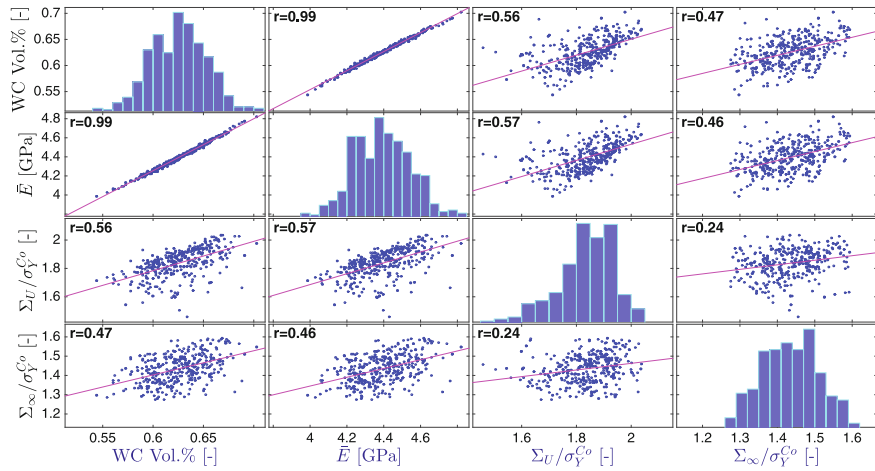 r=0.99 r=0.56 r=0.47
WC Vol.% [-]
0.7
0.65
0.6
0.55
r=0.99 r=0.57 r=0.46
Ē [GPa]
4.8
4.6
4.4
4.2
4
r=0.56 r=0.57 r=0.24
Σ_U/σ_Y^{Co} [-]
2
1.8
1.6
r=0.47 r=0.46 r=0.24
Σ_∞/σ_Y^{Co} [-]
1.6
1.5
1.4
1.3
1.2
0.55 0.6 0.65 4 4.2 4.4 4.6 1.6 1.8 2 1.2 1.3 1.4 1.5 1.6
WC Vol.% [-] Ē [GPa] Σ_U/σ_Y^{Co} [-] Σ_∞/σ_Y^{Co} [-]